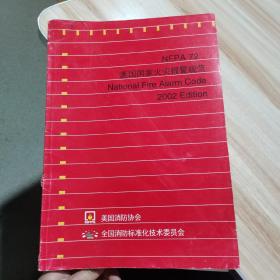 NFPA 72
美国国家火灾报警规范
National Fire Alarm Code
2002 Edition
美国消防协会
全国消防标准化技术委员会